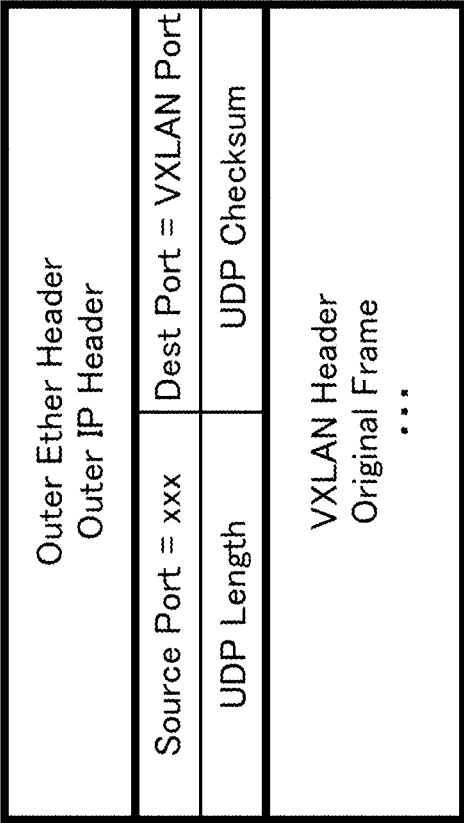 Outer Ether Header
Outer IP Header
Source Port = xxx
Dest Port = VXLAN Port
UDP Length
UDP Checksum
VXLAN Header
Original Frame
***